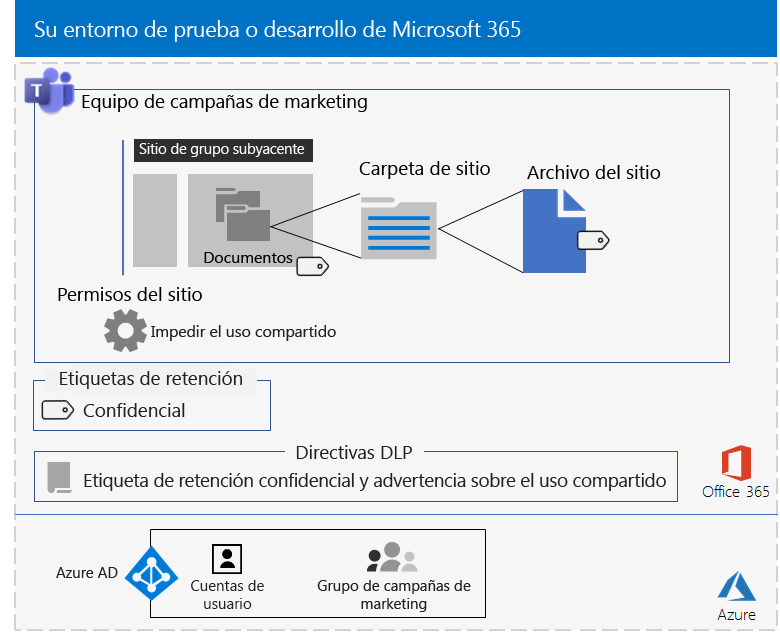 Su entorno de prueba o desarrollo de Microsoft 365
T
Equipo de campañas de marketing
Sitio de grupo subyacente
Carpeta de sitio
Archivo del sitio
Documentos
Permisos del sitio
Impedir el uso compartido
Etiquetas de retención
Confidencial
Directivas DLP
Etiqueta de retención confidencial y advertencia sobre el uso compartido
Office 365
Azure AD
Cuentas de
usuario
Grupo de campañas de
marketing
Azure